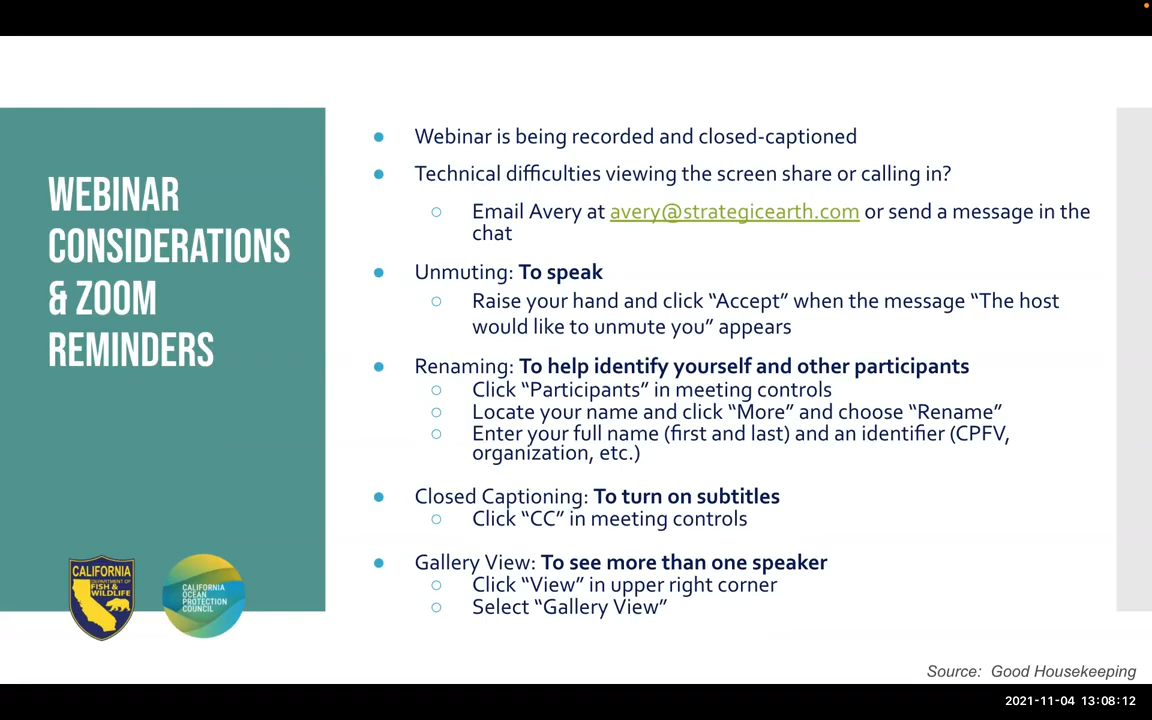 WEBINAR
CONSIDERATIONS
& ZOOM
REMINDERS
Webinar is being recorded and closed-captioned
Technical difficulties viewing the screen share or calling in?
Email Avery at avery@strategicearth.com or send a message in the
chat
Unmuting: To speak
Raise your hand and click “Accept” when the message “The host
would like to unmute you” appears
Renaming: To help identify yourself and other participants
Click “Participants” in meeting controls
Locate your name and click “More” and choose “Rename”
Enter your full name (first and last) and an identifier (CPFV,
organization, etc.)
Closed Captioning: To turn on subtitles
Click “CC” in meeting controls
Gallery View: To see more than one speaker
Click “View” in upper right corner
Select “Gallery View”
CALIFORNIA
DEPARTMENT OF
FISH &
WILDLIFE
CALIFORNIA
OCEAN
PROTECTION
COUNCIL
Source: Good Housekeeping
2021-11-04 13:08:12